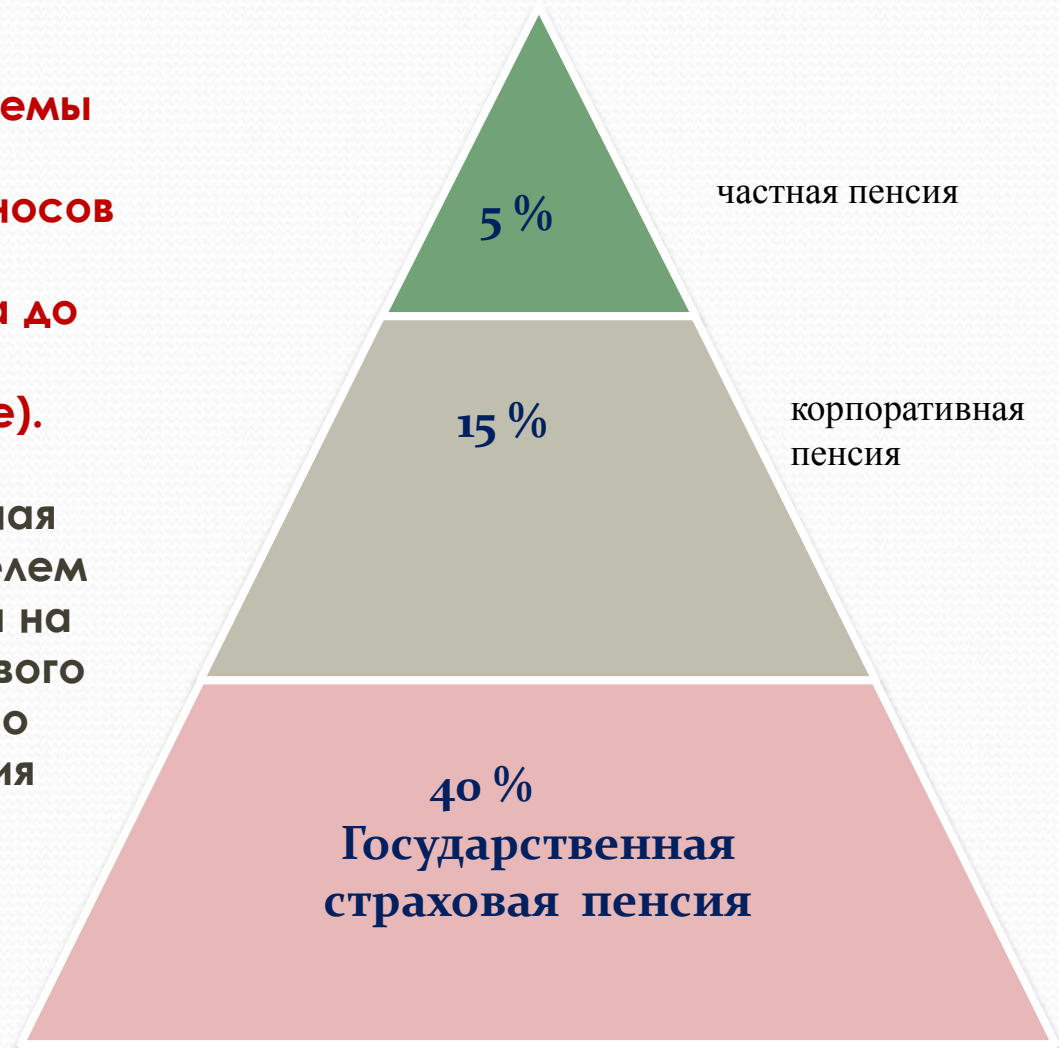 емы
носов
а до
е).
ная
елем
и на
вого
о
ия
5 %
частная пенсия
15 %
корпоративная
пенсия
40 %
Государственная
страховая пенсия